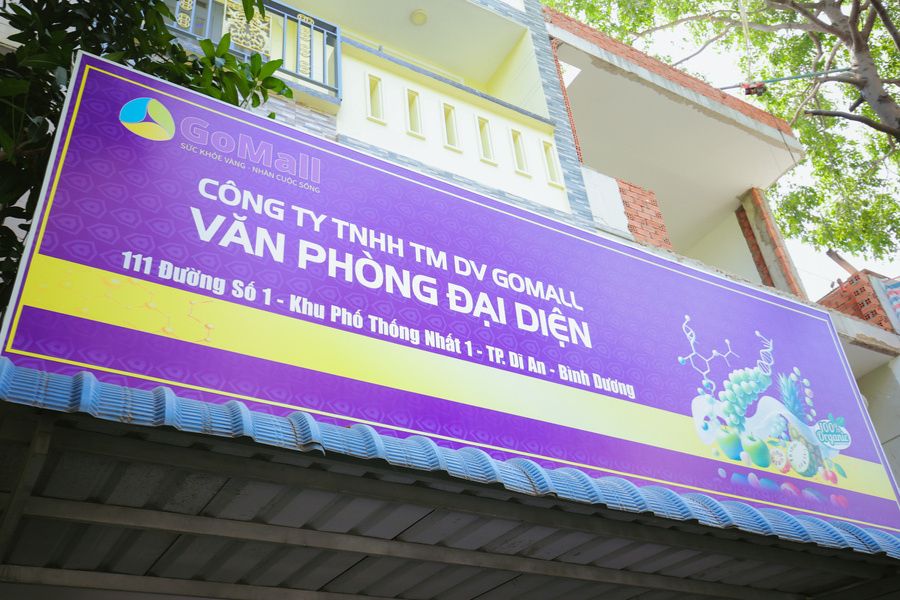 GoMall
SỨC KHỎE VÀNG - NHÂN CUỘC SỐNG
CÔNG TY TNHH TM DV GOMALL
VĂN PHÒNG ĐẠI DIỆN
111 Đường Số 1 - Khu Phố Thống Nhất 1 - TP. Dĩ An - Bình Dương
100%
Organic